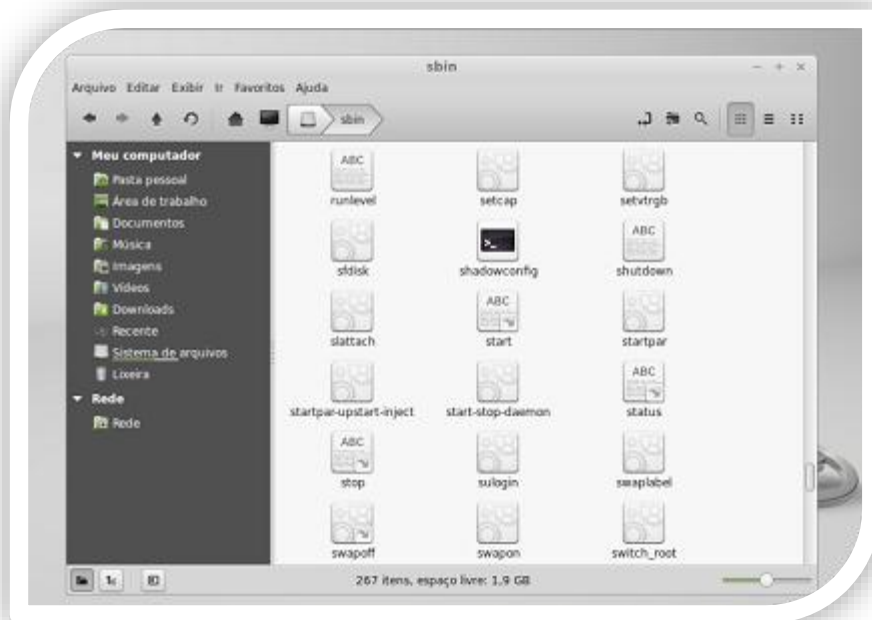 sbin
Arquivo Editar Exibir Ir Favoritos Ajuda
sbin
Meu computador
Pasta pessoal
Área de trabalho
Documentos
Música
Imagens
Vídeos
Downloads
Recente
Sistema de arquivos
Lixeira
Rede
Rede
ABC ABC
runlevel setcap setvtrgb
ABC
sfdisk shadowconfig shutdown
ABC
slattach start startpar
ABC
startpar-upstart-inject start-stop-daemon status
ABC
stop sulogin swaplabel
swapoff swapon switch_root
267 itens, espaço livre: 1,9 GB